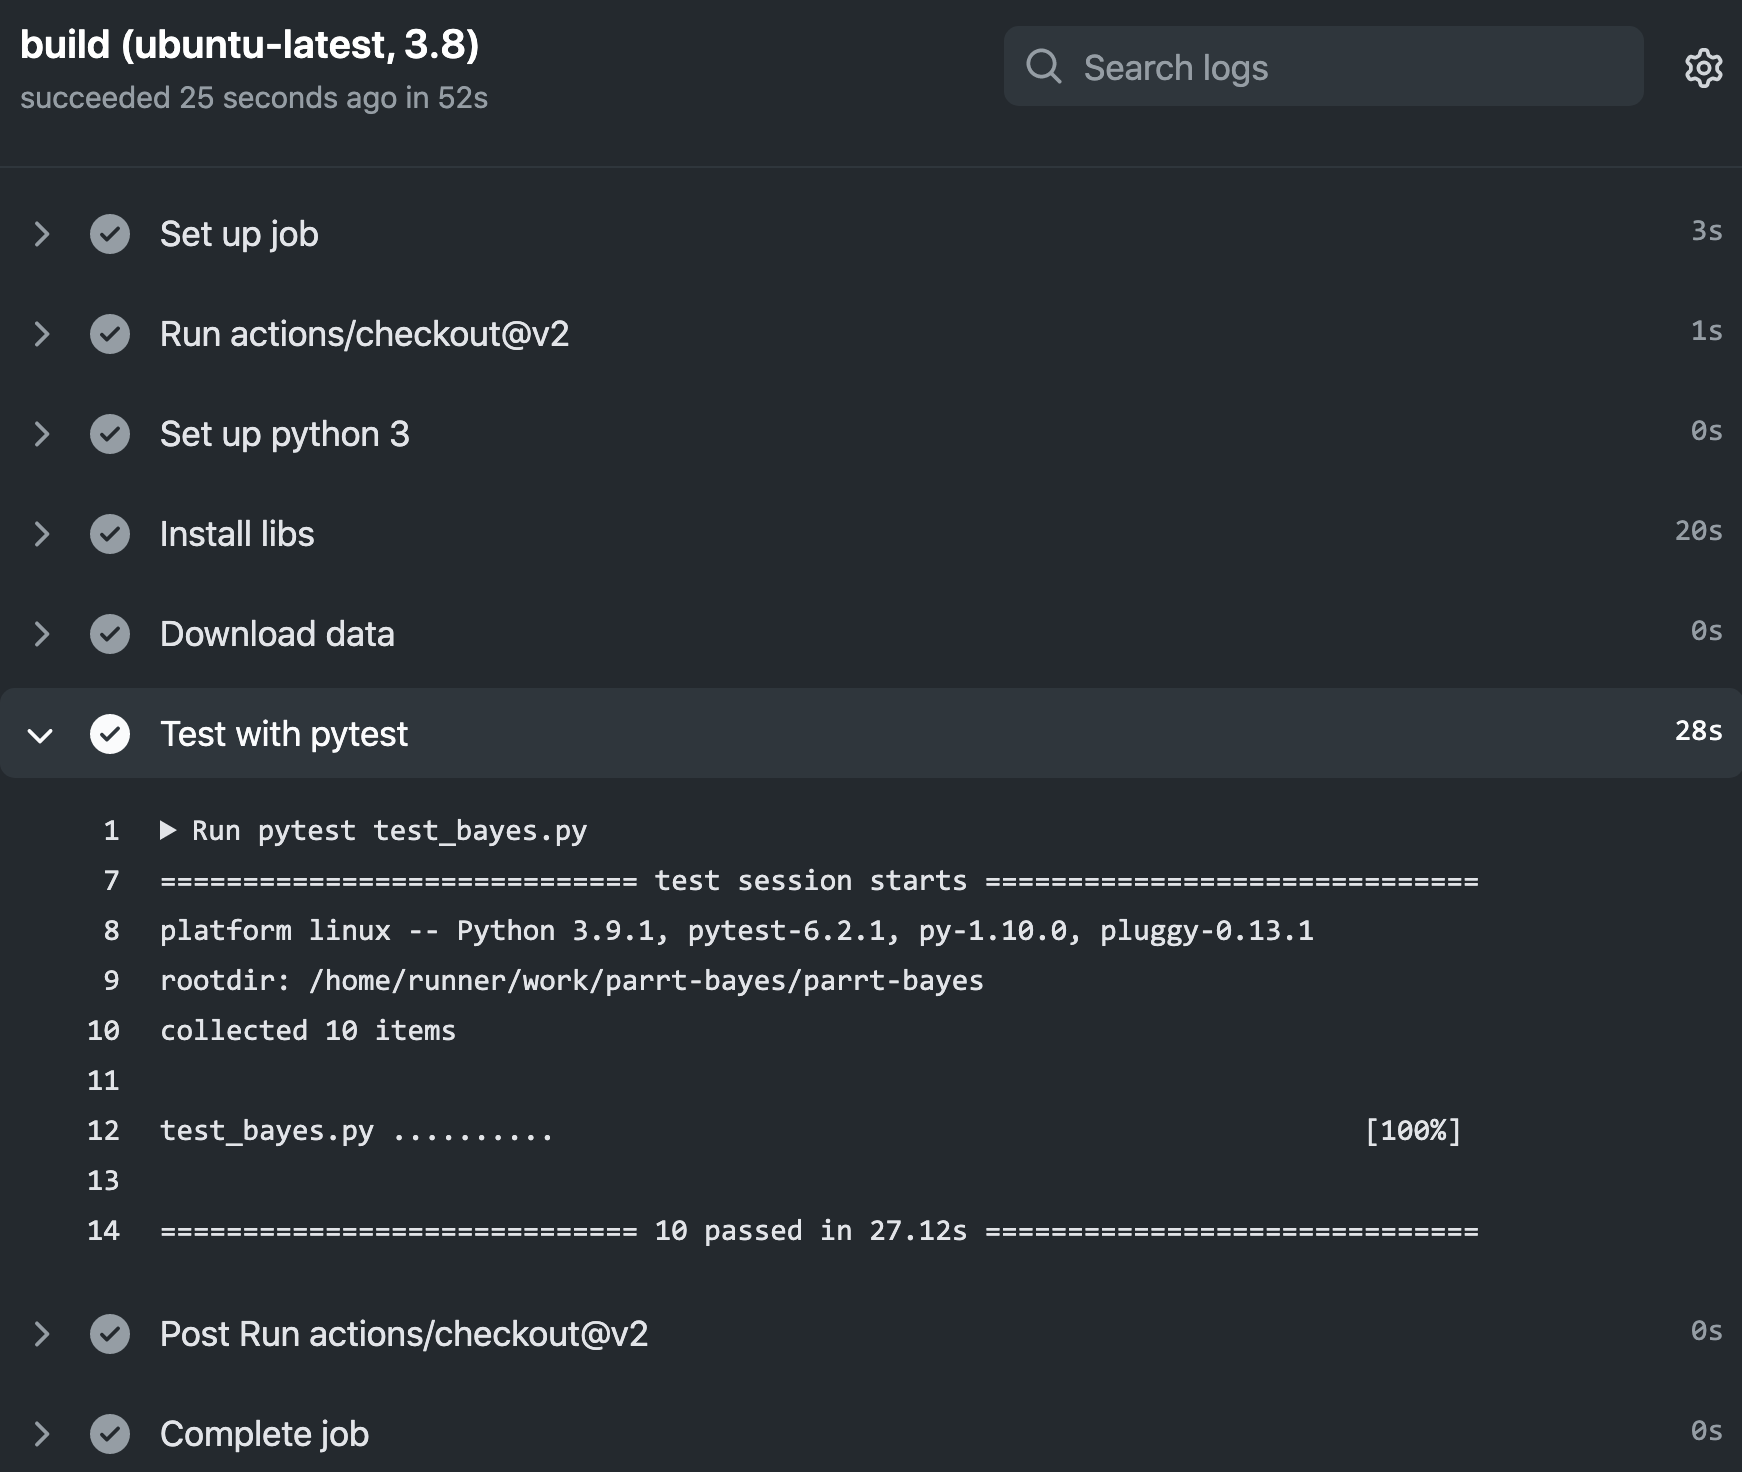 build (ubuntu-latest, 3.8)
succeeded 25 seconds ago in 52s
Search logs
Set up job 3s
Run actions/checkout@v2 1s
Set up python 3 0s
Install libs 20s
Download data 0s
Test with pytest 28s
1 ▶ Run pytest test_bayes.py
7 ============================= test session starts ==============================
8 platform linux -- Python 3.9.1, pytest-6.2.1, py-1.10.0, pluggy-0.13.1
9 rootdir: /home/runner/work/parrt-bayes/parrt-bayes
10 collected 10 items
11
12 test_bayes.py .......... [100%]
13
14 ============================= 10 passed in 27.12s ==============================
Post Run actions/checkout@v2 0s
Complete job 0s